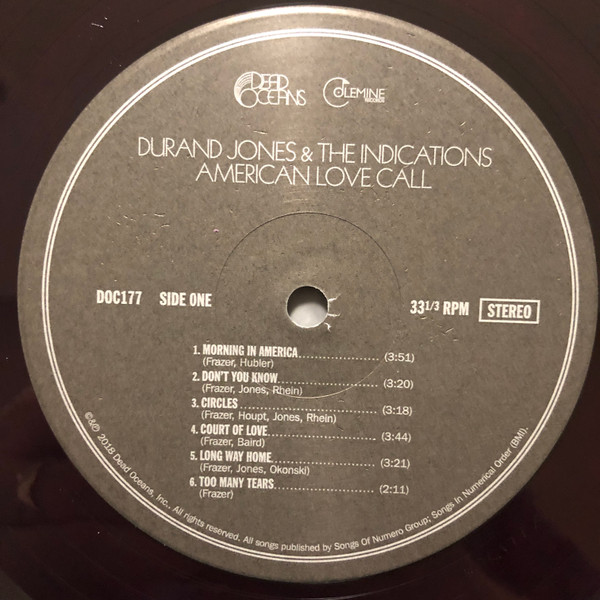 DEAD
OCEANS
COLEMINE
RECORDS
DURAND JONES & THE INDICATIONS
AMERICAN LOVE CALL
DOC177 SIDE ONE
33 1/3 RPM STEREO
1. MORNING IN AMERICA.................... (3:51)
(Frazer, Hubler)
2. DON'T YOU KNOW........................ (3:20)
(Frazer, Jones, Rhein)
3. CIRCLES ................................. (3:18)
(Frazer, Houpt, Jones, Rhein)
4. COURT OF LOVE.......................... (3:44)
(Frazer, Baird)
5. LONG WAY HOME........................ (3:21)
(Frazer, Jones, Okonski)
6. TOO MANY TEARS....................... (2:11)
(Frazer)
©℗ 2018 Dead Oceans, Inc.. All rights reserved. All songs published by Songs Of Numero Group; Songs In Numerical Order (BMI).